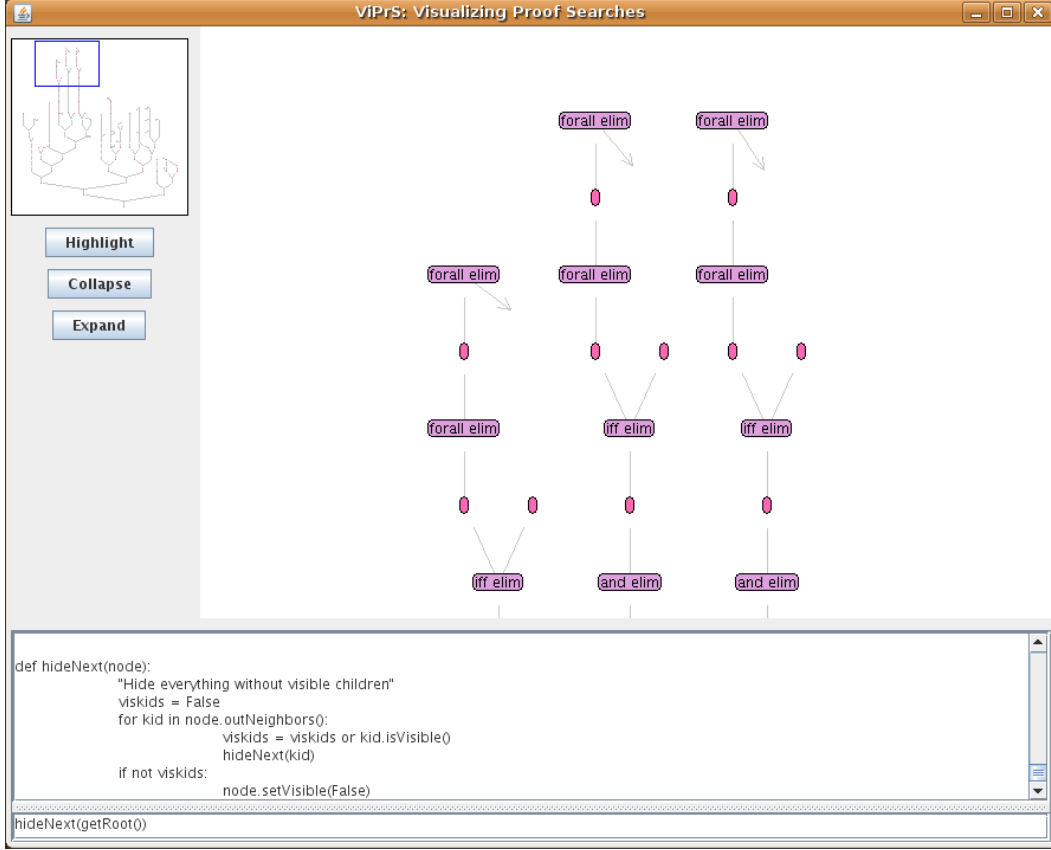 ViPrS: Visualizing Proof Searches
Highlight
Collapse
Expand
forall elim forall elim
forall elim forall elim forall elim
forall elim iff elim iff elim
iff elim and elim and elim
def hideNext(node):
"Hide everything without visible children"
viskids = False
for kid in node.outNeighbors():
viskids = viskids or kid.isVisible()
hideNext(kid)
if not viskids:
node.setVisible(False)
hideNext(getRoot())